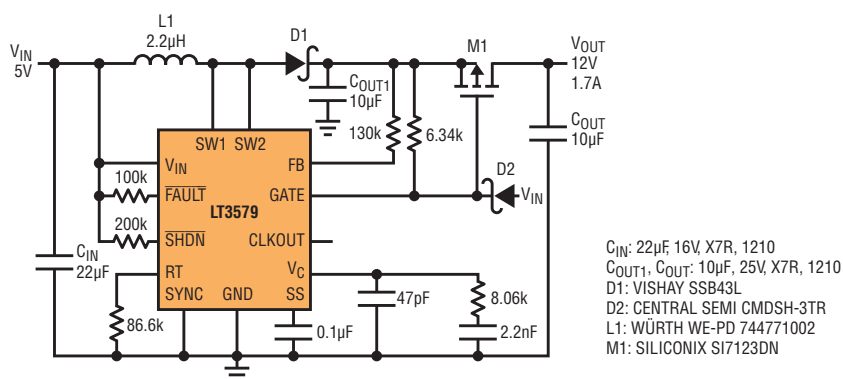 L1
2.2µH
D1
M1
VIN
5V
VOUT
12V
1.7A
COUT1
10µF
COUT
10µF
130k
6.34k
SW1 SW2
VIN
FB
100k
FAULT
GATE
D2
VIN
LT3579
200k
SHDN
CLKOUT
CIN
22µF
RT
VC
SYNC GND SS
47pF
8.06k
86.6k
0.1µF
2.2nF
CIN: 22µF, 16V, X7R, 1210
COUT1, COUT: 10µF, 25V, X7R, 1210
D1: VISHAY SSB43L
D2: CENTRAL SEMI CMDSH-3TR
L1: WÜRTH WE-PD 744771002
M1: SILICONIX SI7123DN